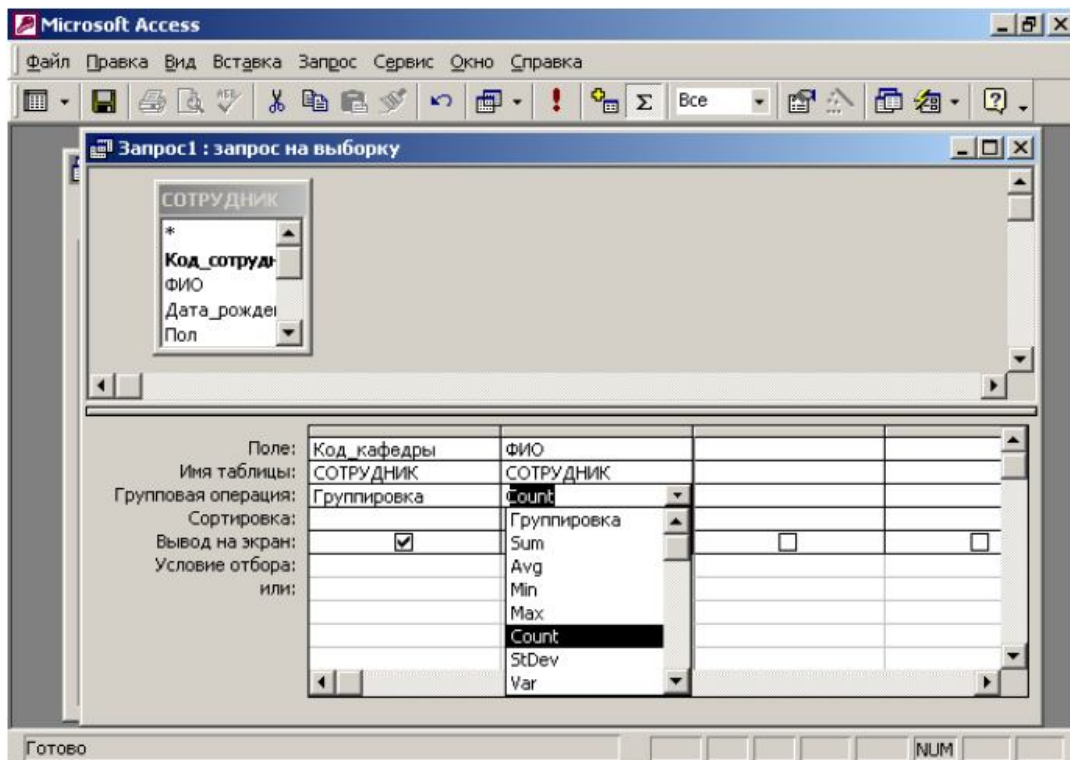 Microsoft Access
Файл Правка Вид Вставка Запрос Сервис Окно Справка
Σ Все
Запрос1 : запрос на выборку
СОТРУДНИК
*
Код_сотрудн
ФИО
Дата_рожден
Пол
Поле: Код_кафедры ФИО
Имя таблицы: СОТРУДНИК СОТРУДНИК
Групповая операция: Группировка Count
Сортировка: Группировка
Вывод на экран: Sum
Условие отбора: Avg
или: Min
Max
Count
StDev
Var
Готово NUM